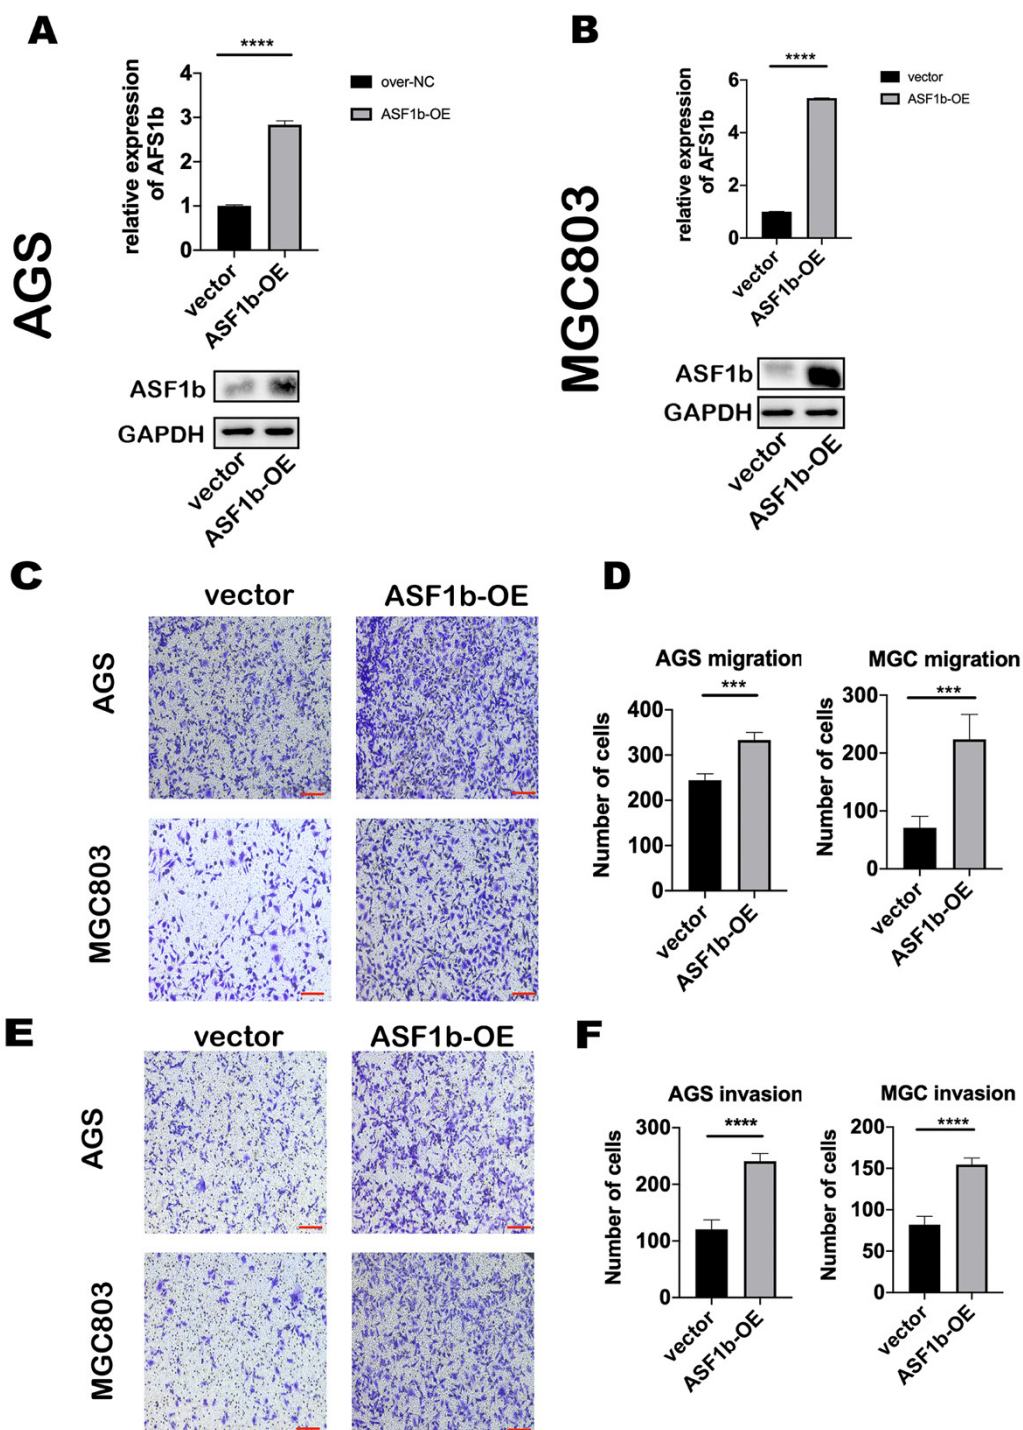 A
AGS
****
relative expression
of AFS1b
4
3
2
1
0
vector
ASF1b-OE
over-NC
ASF1b-OE
ASF1b
GAPDH
vector
ASF1b-OE
B
MGC803
****
relative expression
of AFS1b
6
4
2
0
vector
ASF1b-OE
vector
ASF1b-OE
ASF1b
GAPDH
vector
ASF1b-OE
C
vector
ASF1b-OE
AGS
MGC803
D
AGS migration
***
Number of cells
400
300
200
100
0
vector
ASF1b-OE
MGC migration
***
Number of cells
300
200
100
0
vector
ASF1b-OE
E
vector
ASF1b-OE
AGS
MGC803
F
AGS invasion
****
Number of cells
300
200
100
0
vector
ASF1b-OE
MGC invasion
****
Number of cells
200
150
100
50
0
vector
ASF1b-OE